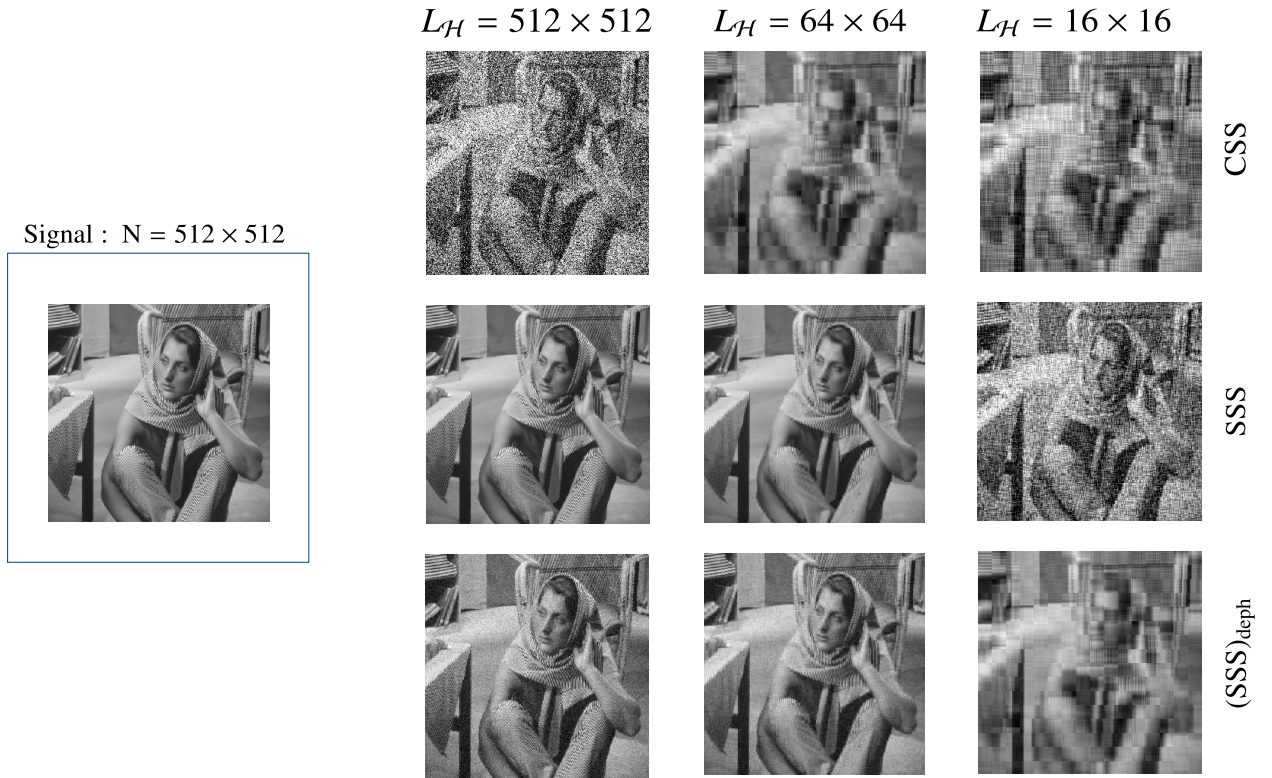 L_ℋ = 512 × 512
L_ℋ = 64 × 64
L_ℋ = 16 × 16
CSS
Signal : N = 512 × 512
SSS
(SSS)_deph